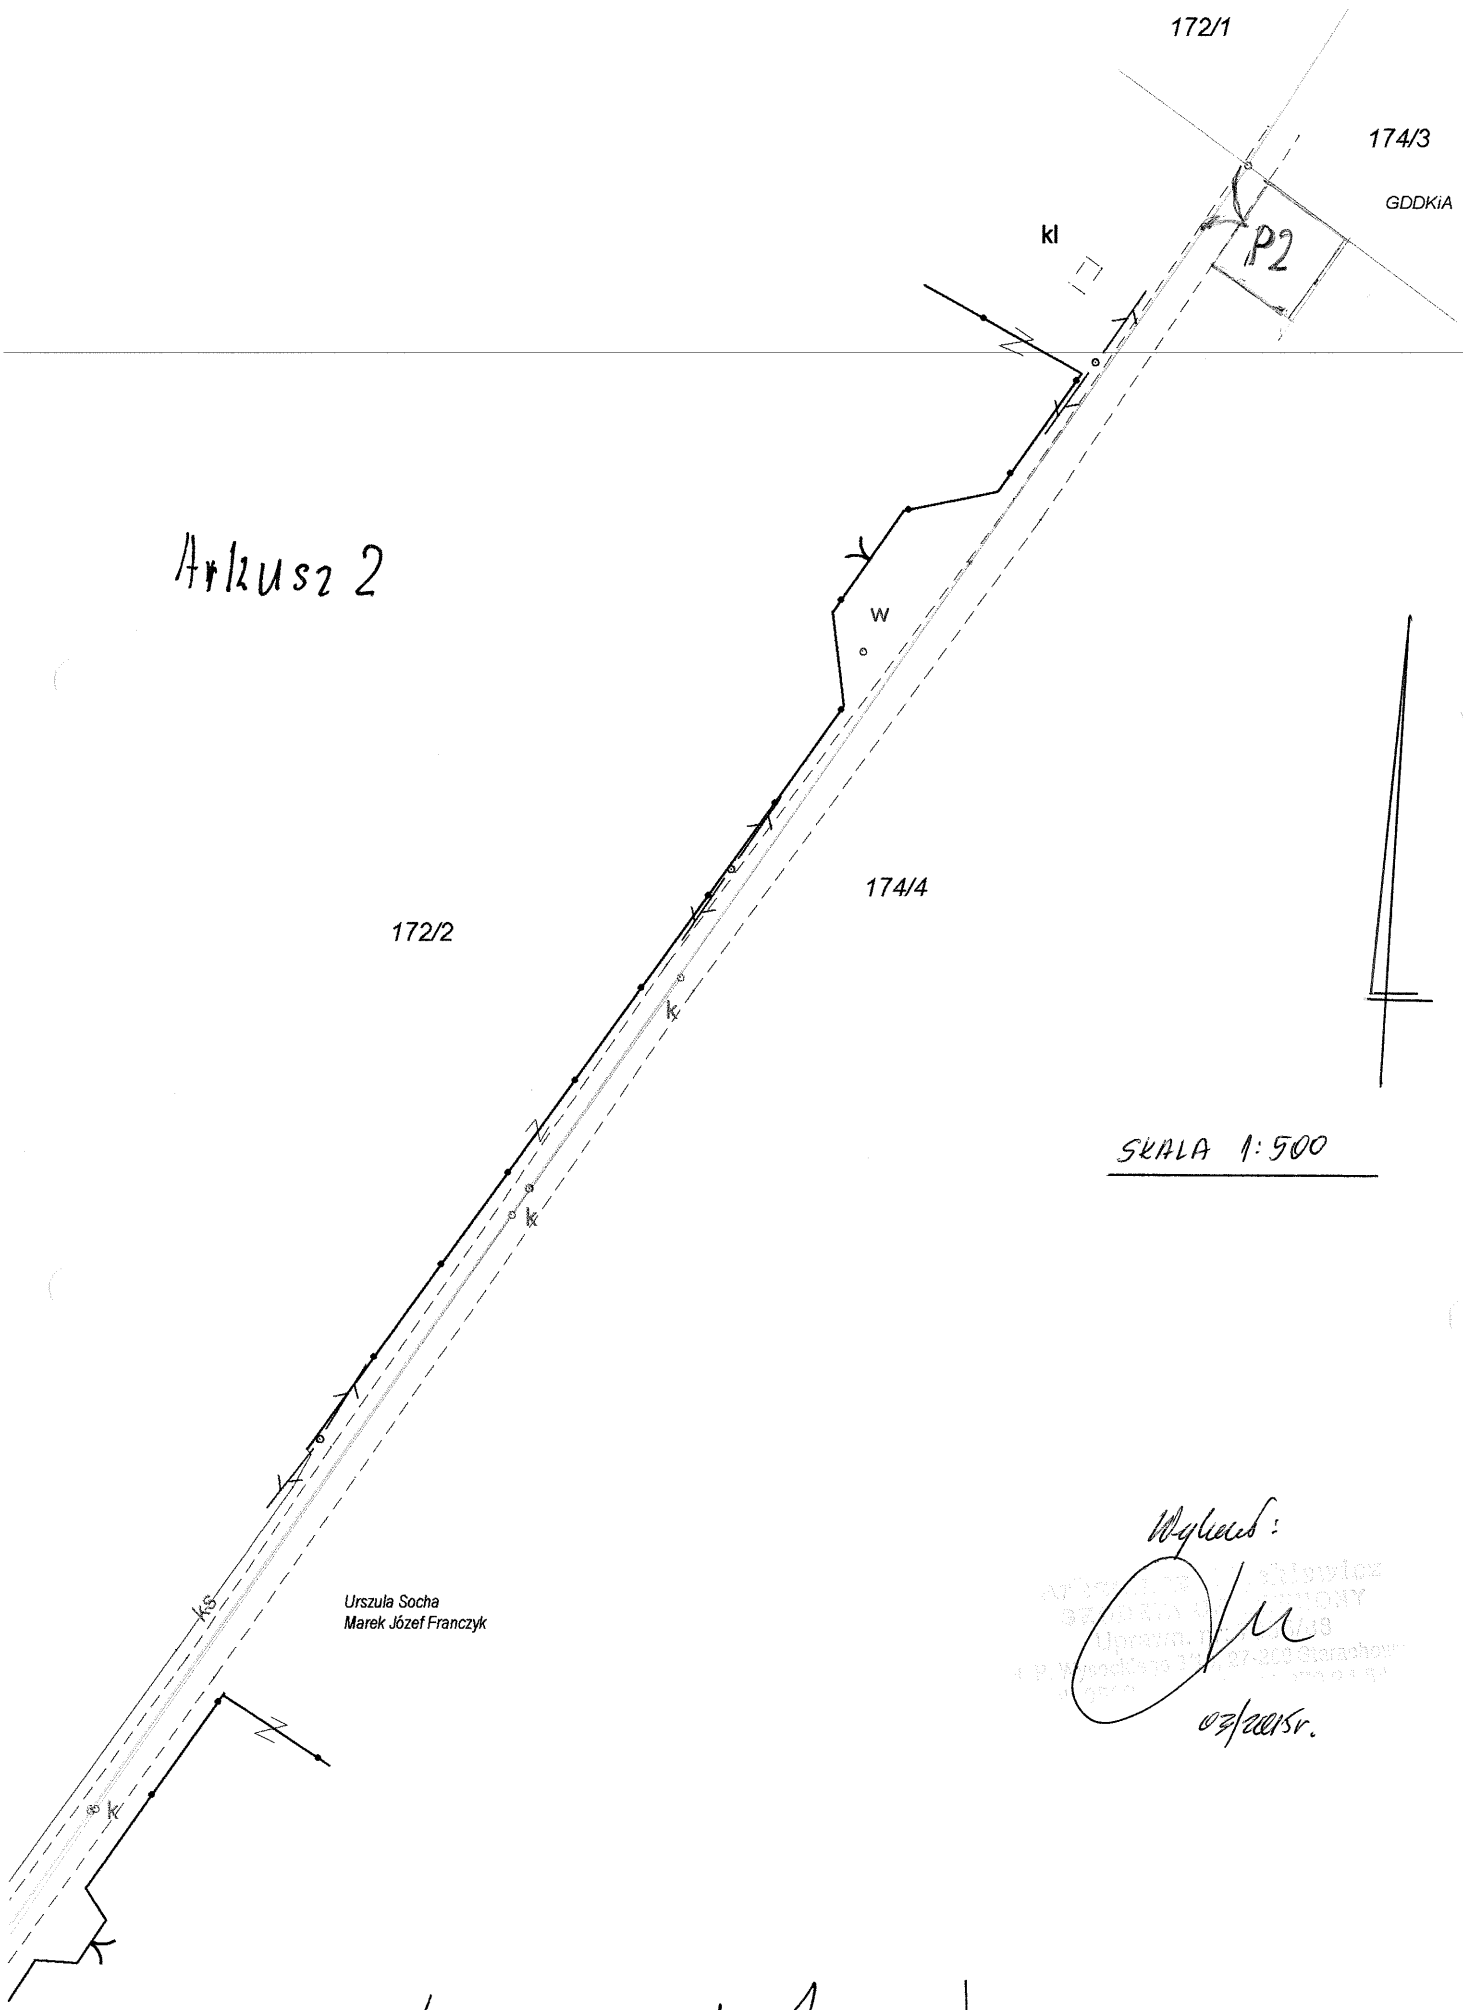 172/1
174/3
GDDKiA
kl
P2
Arkusz 2
w
174/4
172/2
k
SKALA 1:500
k
Wykonał:
ks
Urszula Socha
Marek Józef Franczyk
03/2015r.
k